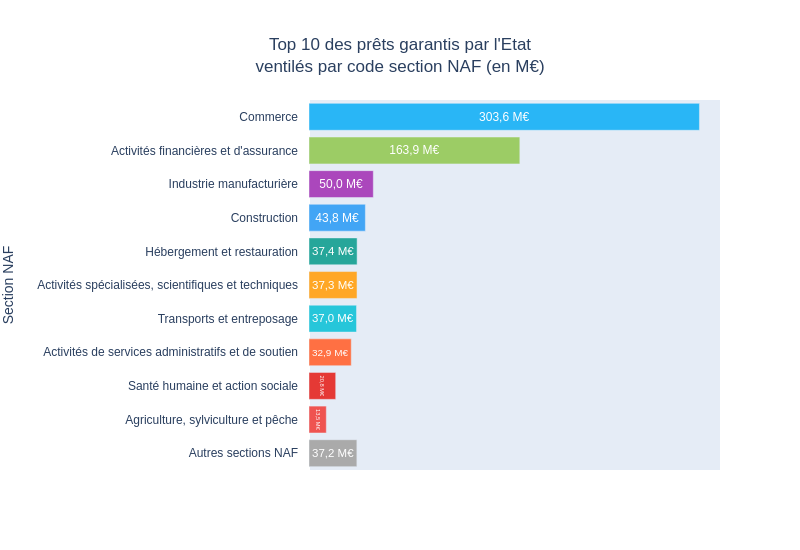 Top 10 des prêts garantis par l'Etat
ventilés par code section NAF (en M€)
Section NAF
Commerce 303,6 M€
Activités financières et d'assurance 163,9 M€
Industrie manufacturière 50,0 M€
Construction 43,8 M€
Hébergement et restauration 37,4 M€
Activités spécialisées, scientifiques et techniques 37,3 M€
Transports et entreposage 37,0 M€
Activités de services administratifs et de soutien 32,9 M€
Santé humaine et action sociale
Agriculture, sylviculture et pêche
Autres sections NAF 37,2 M€